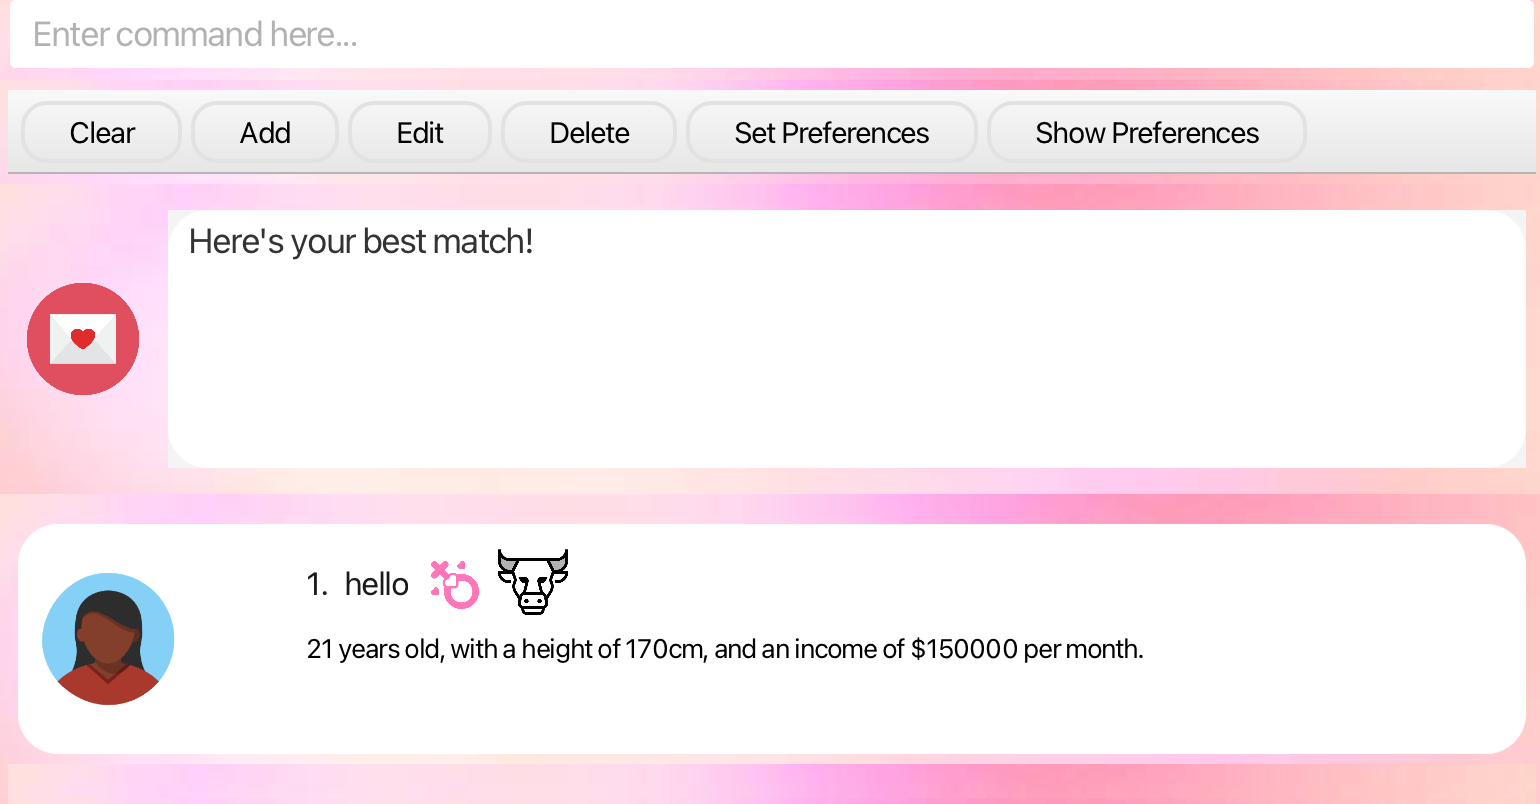 Enter command here...
Clear Add Edit Delete Set Preferences Show Preferences
Here's your best match!
1. hello
21 years old, with a height of 170cm, and an income of $150000 per month.